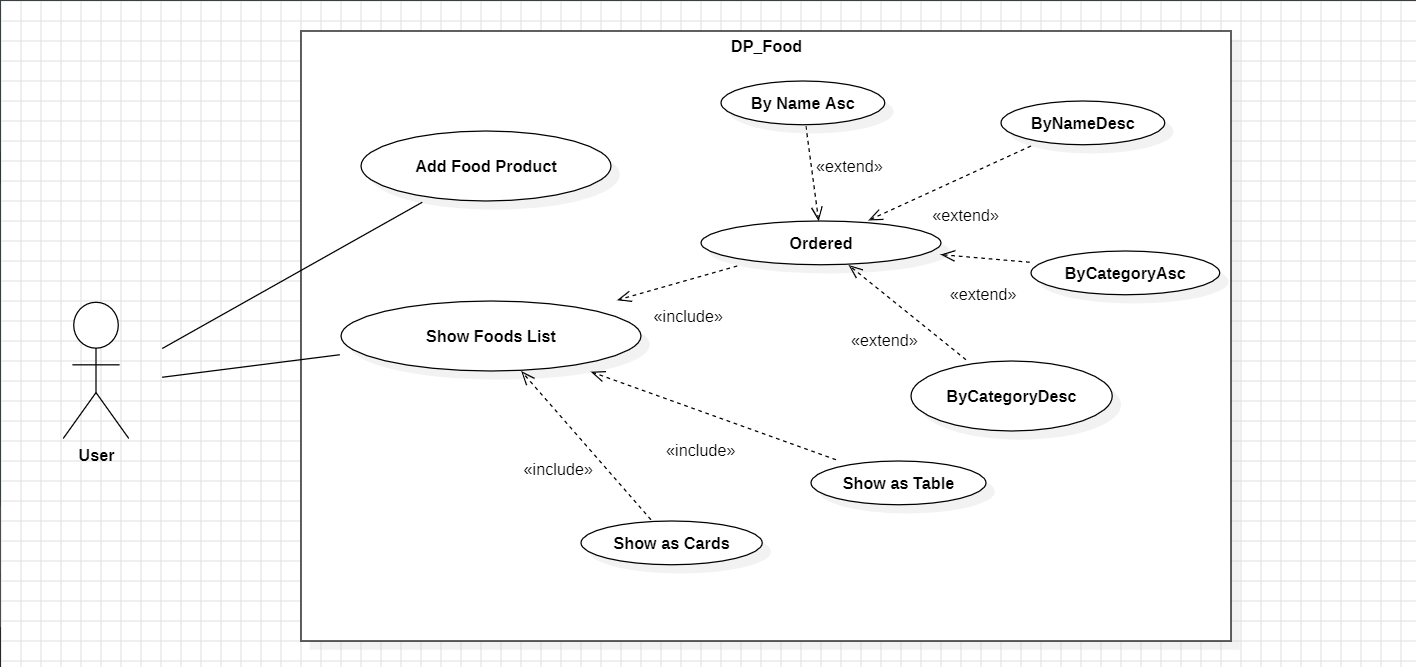 DP_Food
By Name Asc
ByNameDesc
Add Food Product
«extend»
«extend»
Ordered
ByCategoryAsc
«extend»
«include»
Show Foods List
«extend»
ByCategoryDesc
«include»
User
«include»
Show as Table
Show as Cards